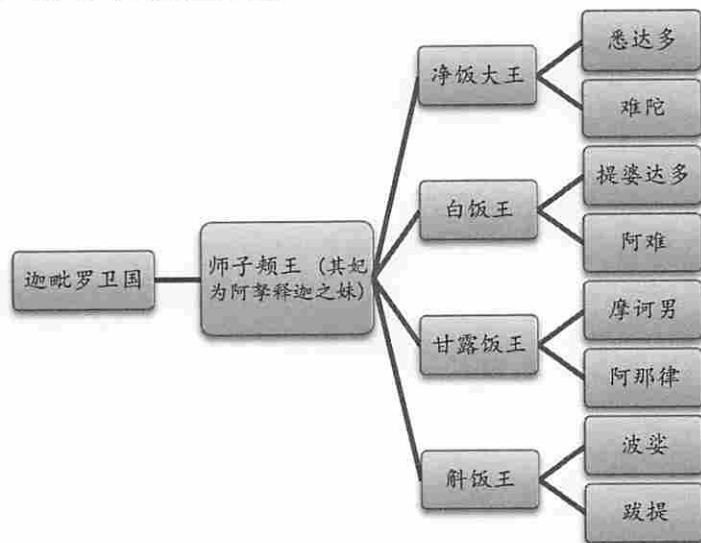 迦毗罗卫国
师子颊王（其妃
为阿拏释迦之妹）
净饭大王
悉达多
难陀
白饭王
提婆达多
阿难
甘露饭王
摩诃男
阿那律
斛饭王
波娑
跋提